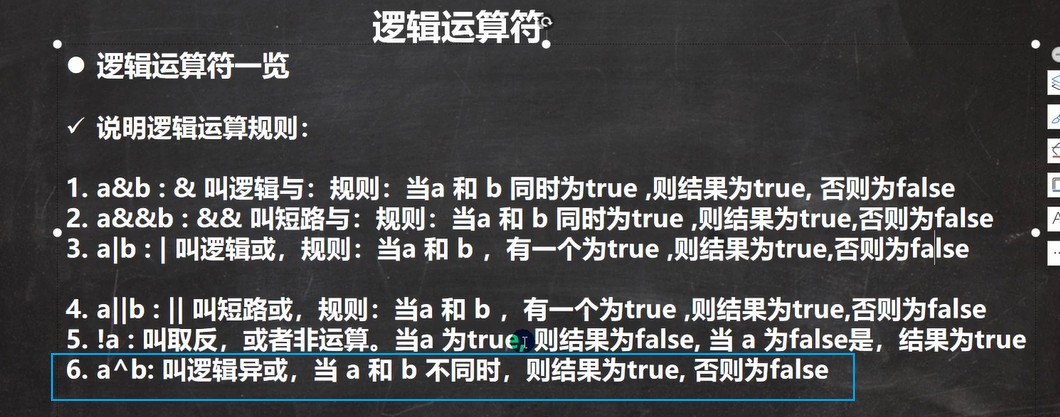 逻辑运算符
● 逻辑运算符一览
✓ 说明逻辑运算规则：
1. a&b : & 叫逻辑与：规则：当a 和 b 同时为true ,则结果为true, 否则为false
2. a&&b : && 叫短路与：规则：当a 和 b 同时为true ,则结果为true,否则为false
3. a|b : | 叫逻辑或，规则：当a 和 b ，有一个为true ,则结果为true,否则为false
4. a||b : || 叫短路或，规则：当a 和 b ，有一个为true ,则结果为true,否则为false
5. !a : 叫取反，或者非运算。当a 为true, 则结果为false, 当 a 为false是，结果为true
6. a^b: 叫逻辑异或，当 a 和 b 不同时，则结果为true, 否则为false